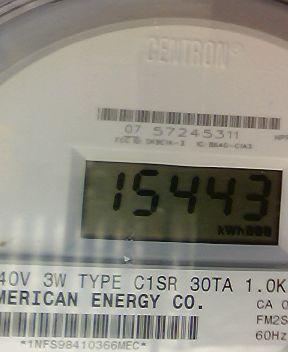 CENTRON®
07 57245311
15443
kWh
40V 3W TYPE C1SR 30TA 1.0K
MERICAN ENERGY CO.
CA 0
FM2S
60Hz
*1NFS98410366MEC*